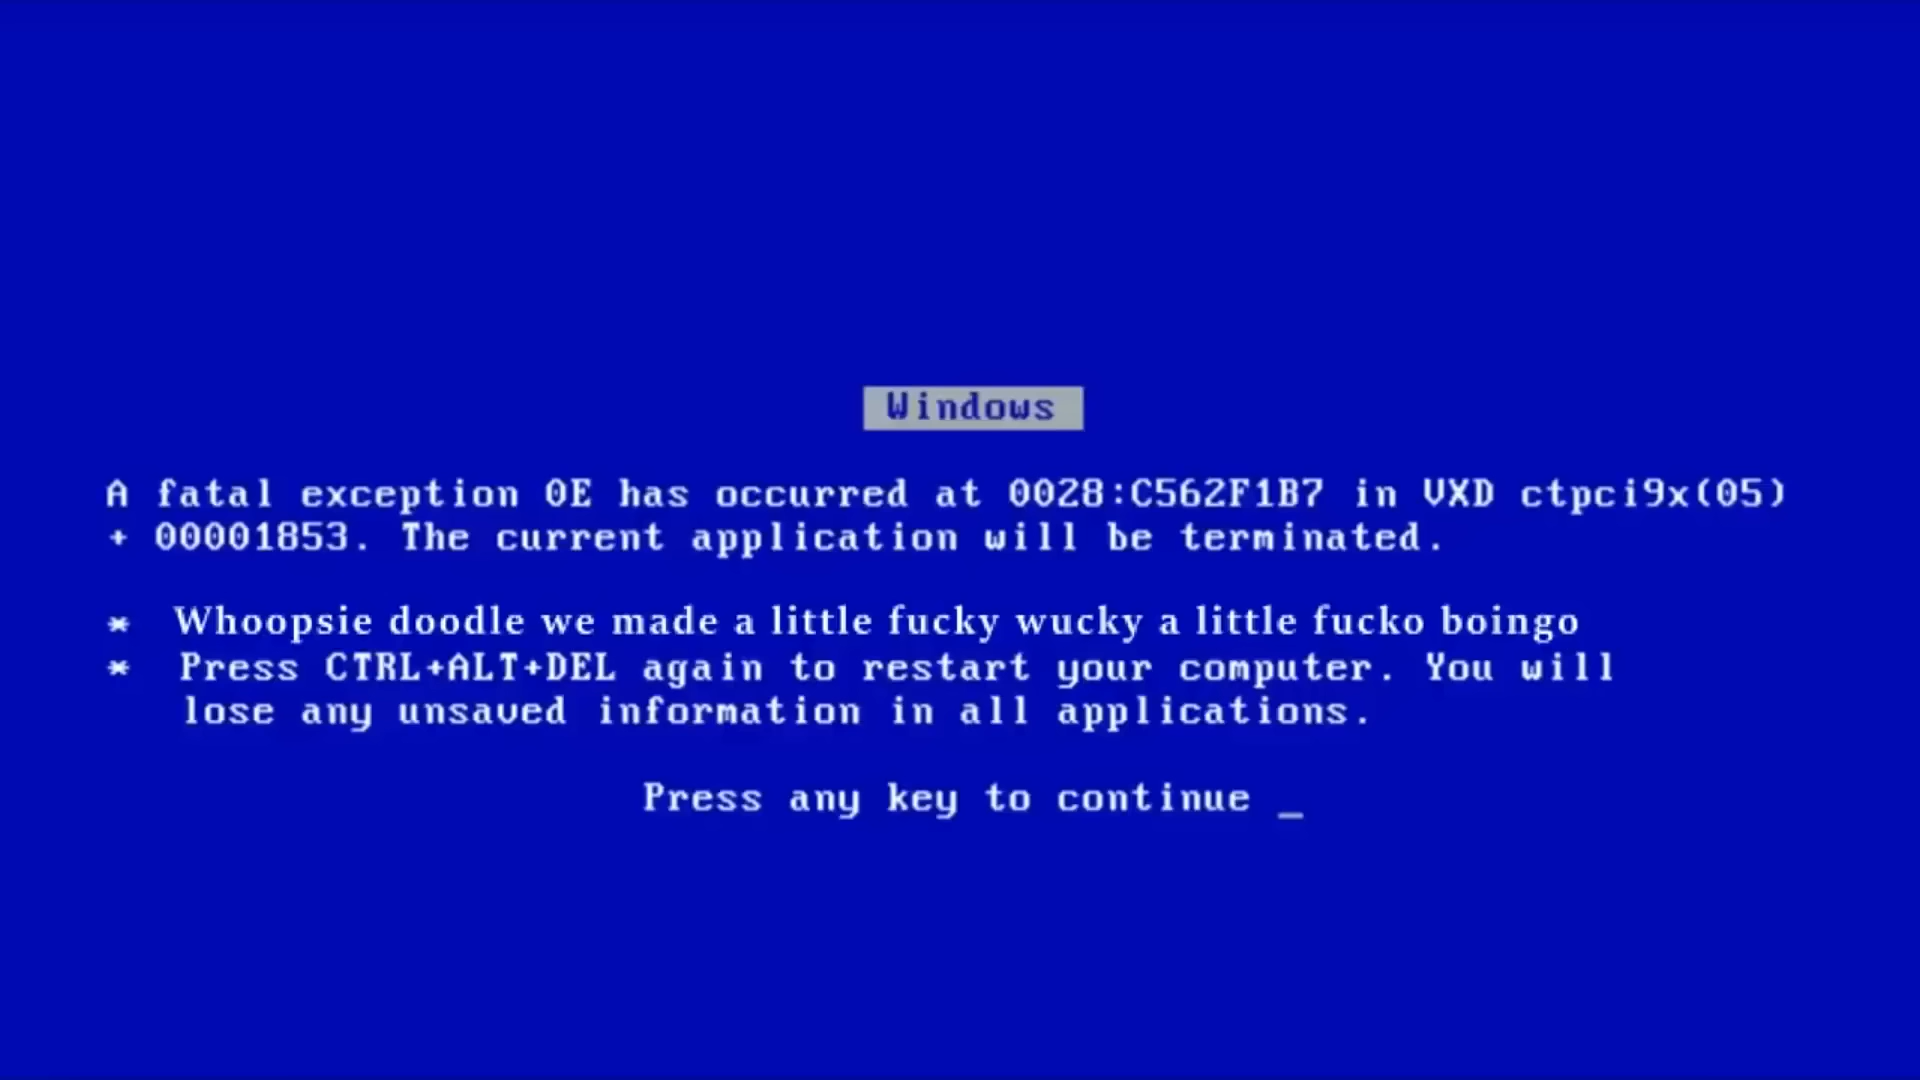 Windows
A fatal exception 0E has occurred at 0028:C562F1B7 in VXD ctpci9x(05)
+ 00001853. The current application will be terminated.
* Whoopsie doodle we made a little fucky wucky a little fucko boingo
* Press CTRL+ALT+DEL again to restart your computer. You will
lose any unsaved information in all applications.
Press any key to continue _